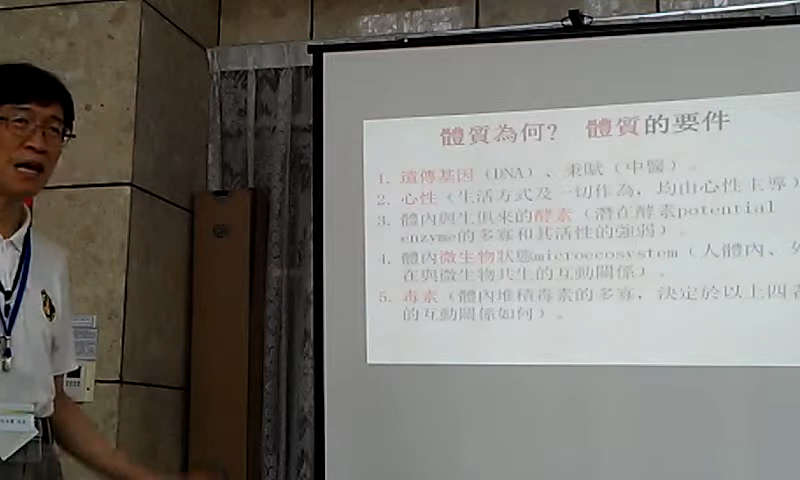 體質為何？ 體質的要件
1. 遺傳基因（DNA）、秉賦（中醫）。
2. 心性（生活方式及一切作為，均由心性主導）
3. 體內與生俱來的酵素（潛在酵素potential
enzyme的多寡和其活性的強弱）。
4. 體內微生物狀態microecosystem（人體內、外
在與微生物共生的互動關係）。
5. 毒素（體內堆積毒素的多寡，決定於以上四者
的互動關係如何）。